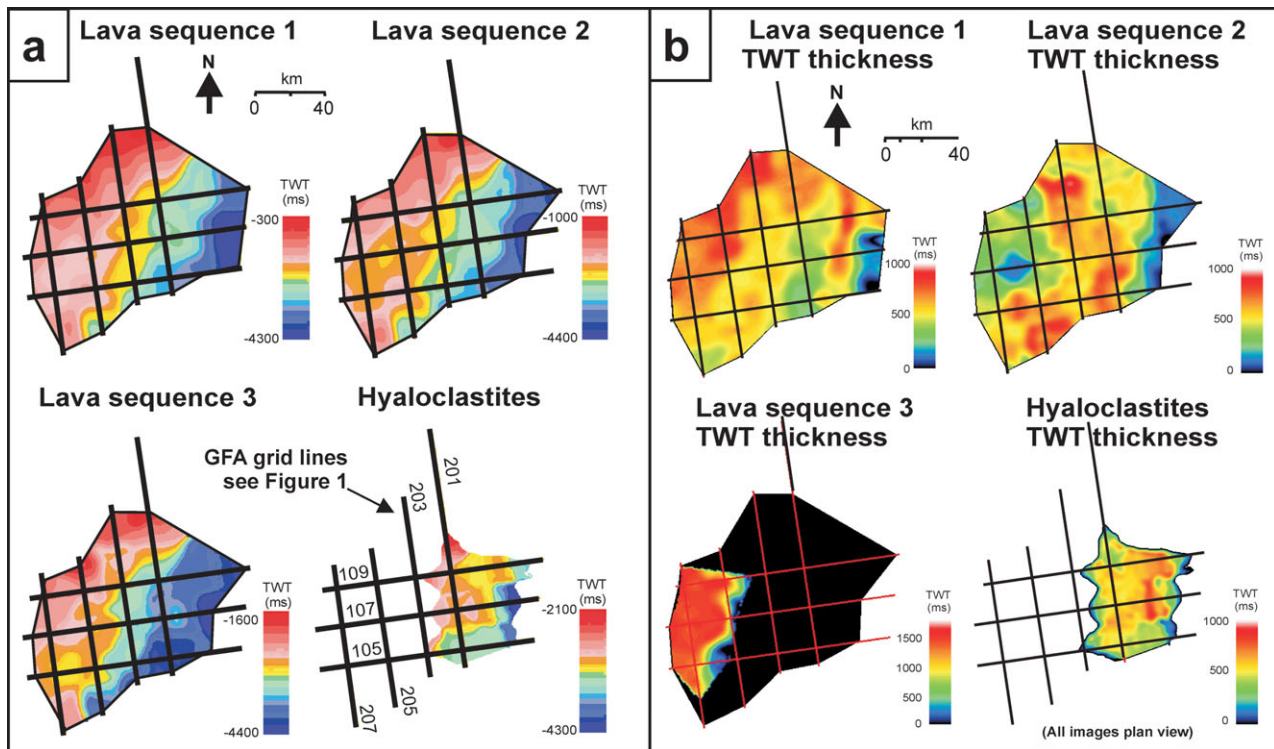 a
Lava sequence 1
Lava sequence 2
N
km
0 40
TWT
(ms)
-300
-4300
TWT
(ms)
-1000
-4400
Lava sequence 3
Hyaloclastites
GFA grid lines
see Figure 1
201
203
109
107
105
205
207
TWT
(ms)
-1600
-4400
TWT
(ms)
-2100
-4300
b
Lava sequence 1
TWT thickness
Lava sequence 2
TWT thickness
N
km
0 40
TWT
(ms)
1000
500
0
TWT
(ms)
1000
500
0
Lava sequence 3
TWT thickness
Hyaloclastites
TWT thickness
TWT
(ms)
1500
1000
500
0
TWT
(ms)
1000
500
0
(All images plan view)